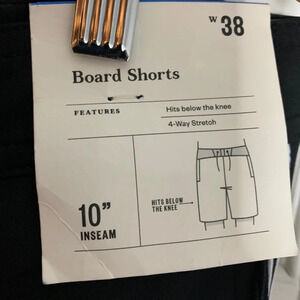 W 38
Board Shorts
FEATURES
Hits below the knee
4-Way Stretch
HITS BELOW
THE KNEE
10"
INSEAM